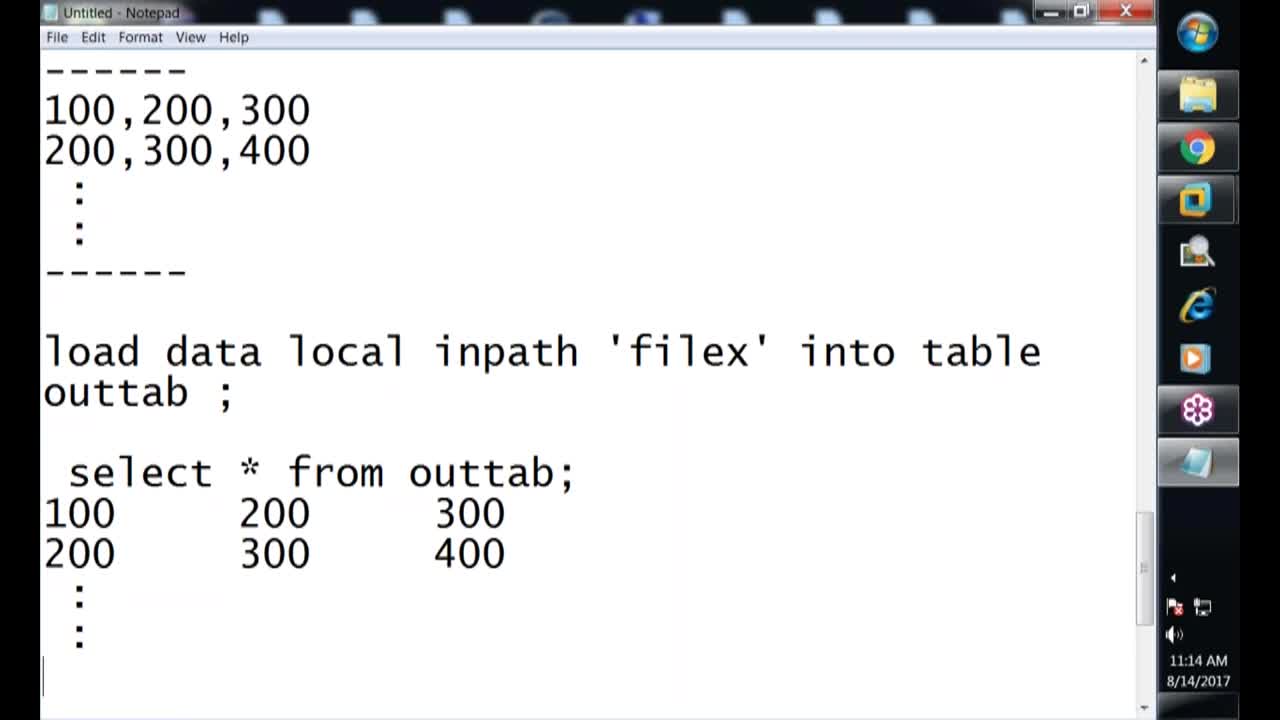 Untitled - Notepad
File Edit Format View Help
------
100,200,300
200,300,400
:
:
------
load data local inpath 'filex' into table
outtab ;
select * from outtab;
100 200 300
200 300 400
:
:
11:14 AM
8/14/2017